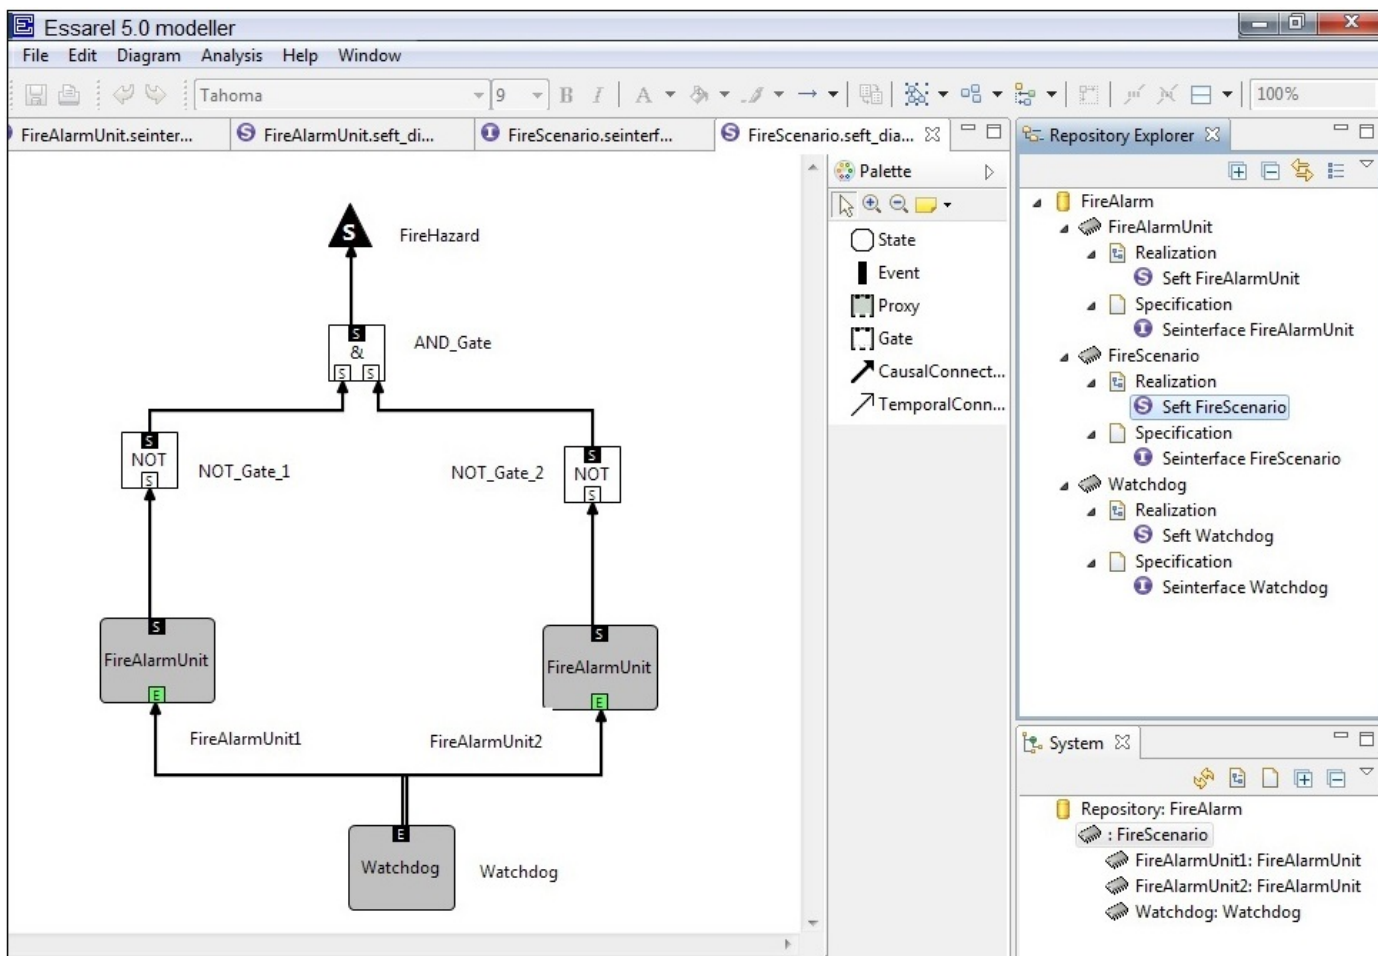 Essarel 5.0 modeller
File Edit Diagram Analysis Help Window
Tahoma 9 B I A 100%
FireAlarmUnit.seinter... FireAlarmUnit.seft_di... FireScenario.seinterf... FireScenario.seft_dia...
S FireHazard
S
&
S S
AND_Gate
S
NOT
S
NOT_Gate_1
NOT_Gate_2
S
NOT
S
S
FireAlarmUnit
E
S
FireAlarmUnit
E
FireAlarmUnit1
FireAlarmUnit2
E
Watchdog
Watchdog
Palette
State
Event
Proxy
Gate
CausalConnect...
TemporalConn...
Repository Explorer
FireAlarm
FireAlarmUnit
Realization
S Seft FireAlarmUnit
Specification
I Seinterface FireAlarmUnit
FireScenario
Realization
S Seft FireScenario
Specification
I Seinterface FireScenario
Watchdog
Realization
S Seft Watchdog
Specification
I Seinterface Watchdog
System
Repository: FireAlarm
: FireScenario
FireAlarmUnit1: FireAlarmUnit
FireAlarmUnit2: FireAlarmUnit
Watchdog: Watchdog